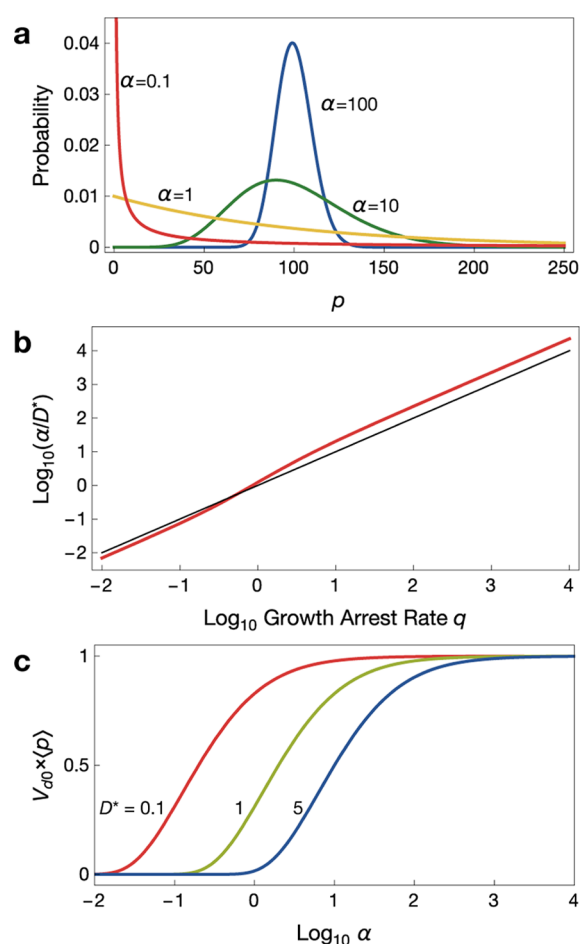 a
0.04
0.03
0.02
0.01
0
Probability
α=0.1
α=100
α=1
α=10
0 50 100 150 200 250
p
b
4
3
2
1
0
−1
−2
Log₁₀(α/D*)
−2 −1 0 1 2 3 4
Log₁₀ Growth Arrest Rate q
c
1
0.5
0
V_d0×⟨p⟩
D* = 0.1 1 5
−2 −1 0 1 2 3 4
Log₁₀ α